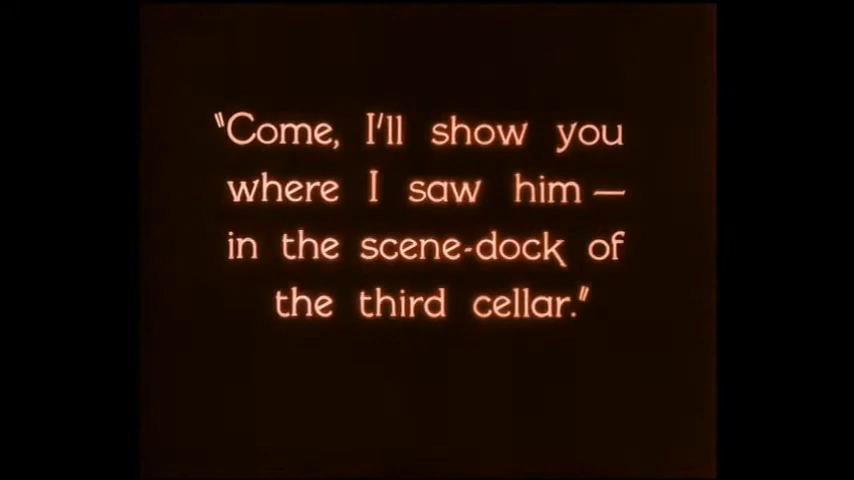 "Come, I'll show you
where I saw him —
in the scene-dock of
the third cellar."